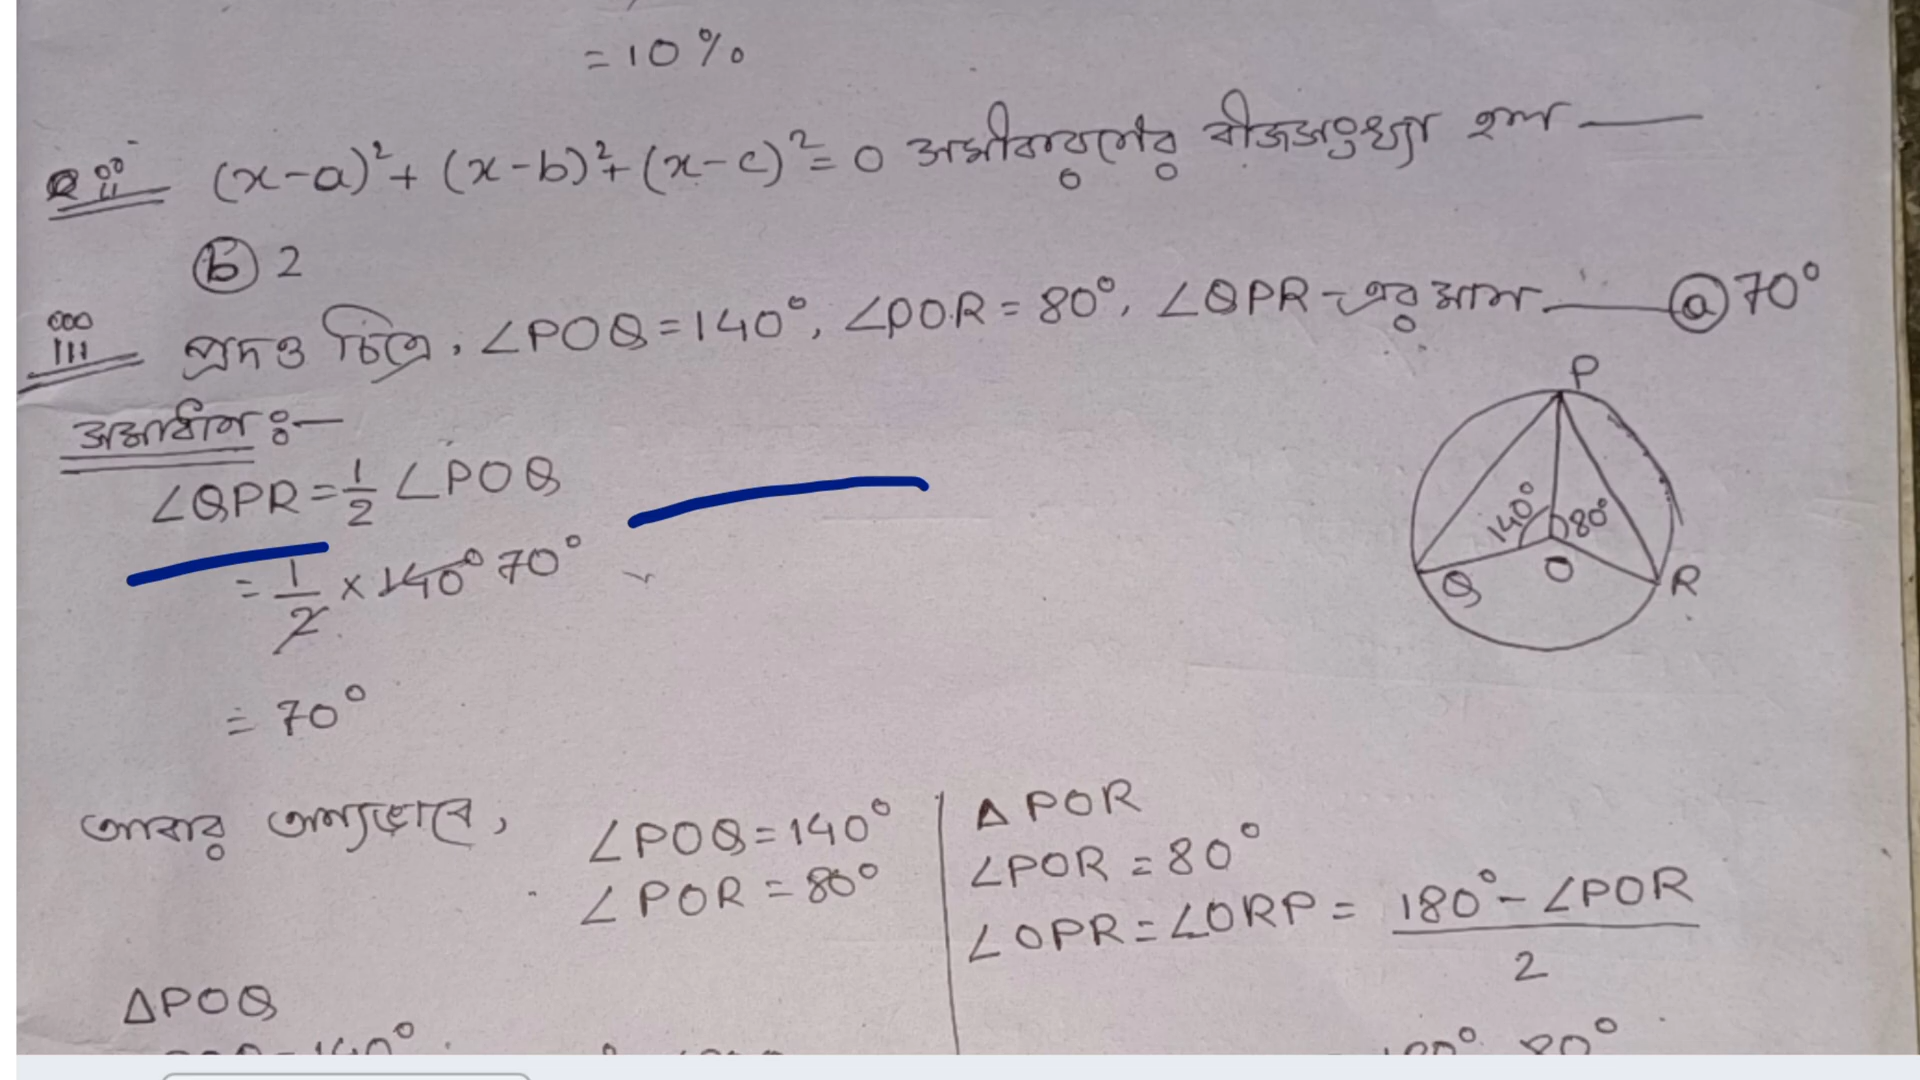 = 10%
ii (x-a)² + (x-b)² + (x-c)² = 0 সমীকরণের বীজসংখ্যা হল —
ⓑ 2
iii প্রদত্ত চিত্রে, ∠POQ = 140°, ∠POR = 80°, ∠QPR-এর মান — ⓐ 70°
সমাধান :-
∠QPR = 1/2 ∠POQ
= 1/2 × 140° 70°
= 70°
P
140° 80°
Q O R
আবার অন্যভাবে, ∠POQ = 140°
∠POR = 80°
△POR
∠POR = 80°
∠OPR = ∠ORP = (180° - ∠POR)/2
△POQ